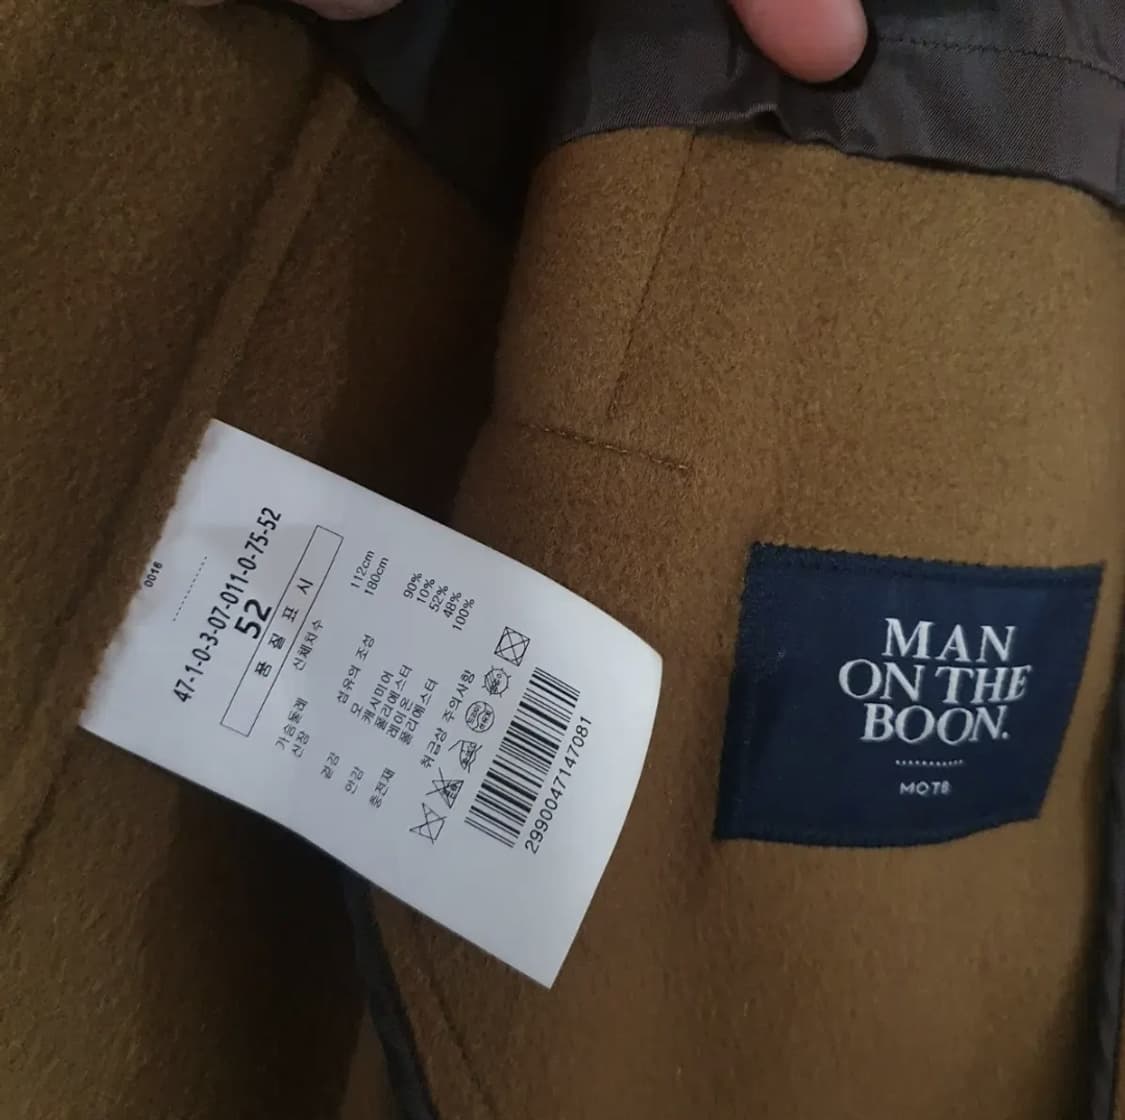 0016
47-1-0-3-07-011-0-75-52
52
품 질 표 시
신체치수
가슴둘레 112cm
신장 180cm
섬유의 조성
겉감 모 90%
캐시미어 10%
안감 폴리에스터 52%
레이온 48%
충전재 폴리에스터 100%
취급상 주의사항
2990047147081
MAN
ON THE
BOON.
MOTB